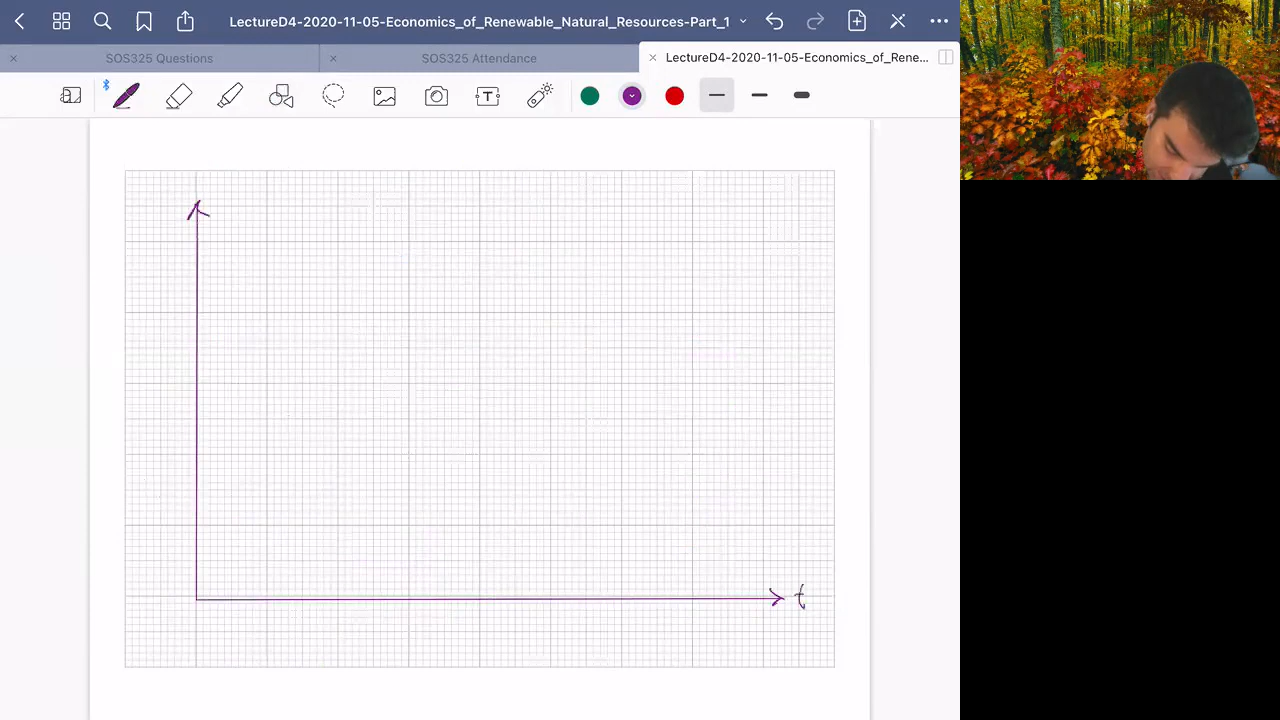 LectureD4-2020-11-05-Economics_of_Renewable_Natural_Resources-Part_1
SOS325 Questions
SOS325 Attendance
LectureD4-2020-11-05-Economics_of_Rene...
T
t